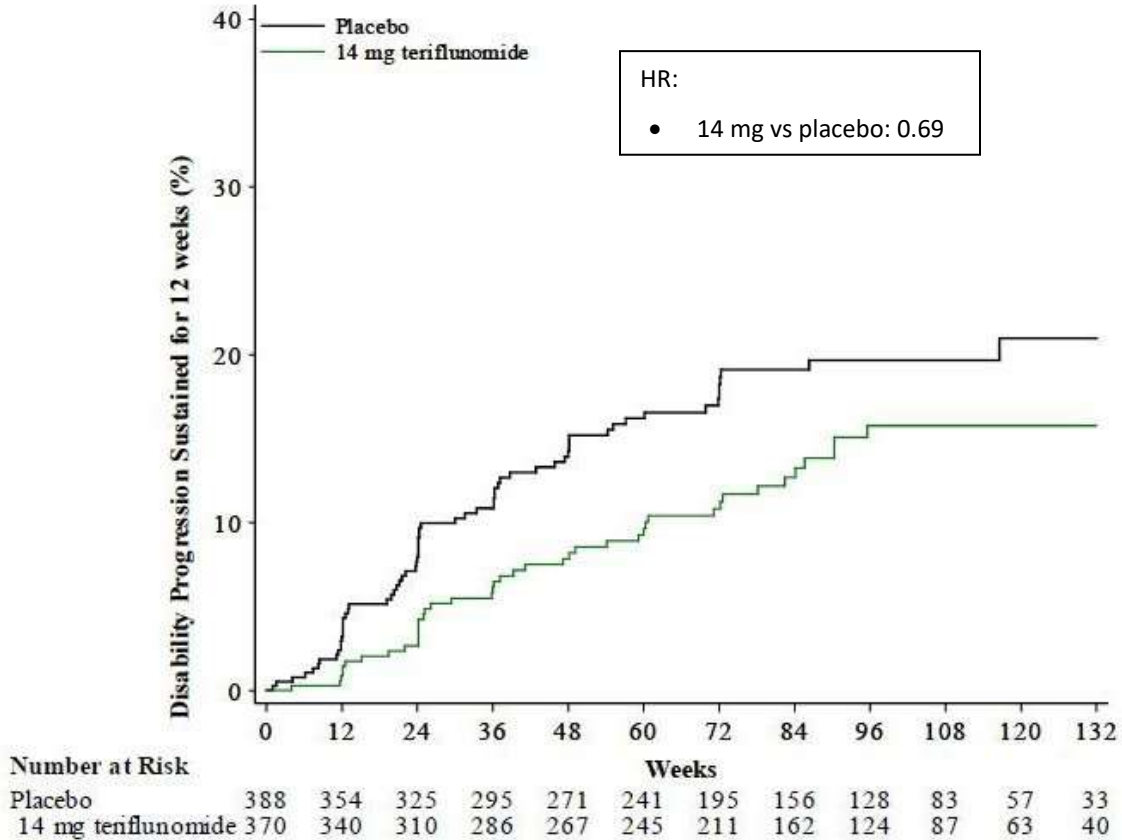 Placebo
14 mg teriflunomide
HR:
• 14 mg vs placebo: 0.69
Disability Progression Sustained for 12 weeks (%)
40
30
20
10
0
0 12 24 36 48 60 72 84 96 108 120 132
Weeks
Number at Risk
Placebo 388 354 325 295 271 241 195 156 128 83 57 33
14 mg teriflunomide 370 340 310 286 267 245 211 162 124 87 63 40